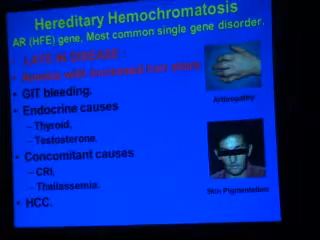 Hereditary Hemochromatosis
AR (HFE) gene, Most common single gene disorder.
• LATE IN DISEASE :
• Anemia with increased iron store
• GIT bleeding.
• Endocrine causes
– Thyroid,
– Testosterone.
• Concomitant causes
– CRI,
– Thalassemia.
• HCC.
Arthropathy
Skin Pigmentation